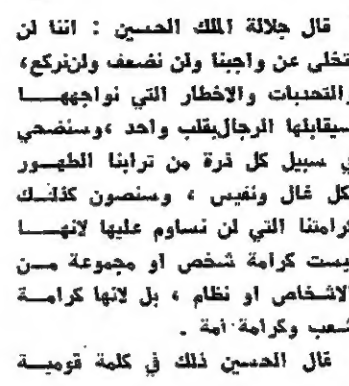 قال جلالة الملك الحسين : اننا لن
تخلى عن واجبنا ولن نضعف ولن نركع،
والتحديات والاخطار التي نواجهها
سيقابلها الرجال بقلب واحد ، وسنضحي
ي سبيل كل ذرة من ترابنا الطهور
كل غال ونفيس ، وسنصون كذلك
كرامتنا التي لن نساوم عليها لانها
يست كرامة شخص او مجموعة من
الاشخاص او نظام ، بل لانها كرامة
شعب وكرامة امة .
قال الحسين ذلك في كلمة قومية